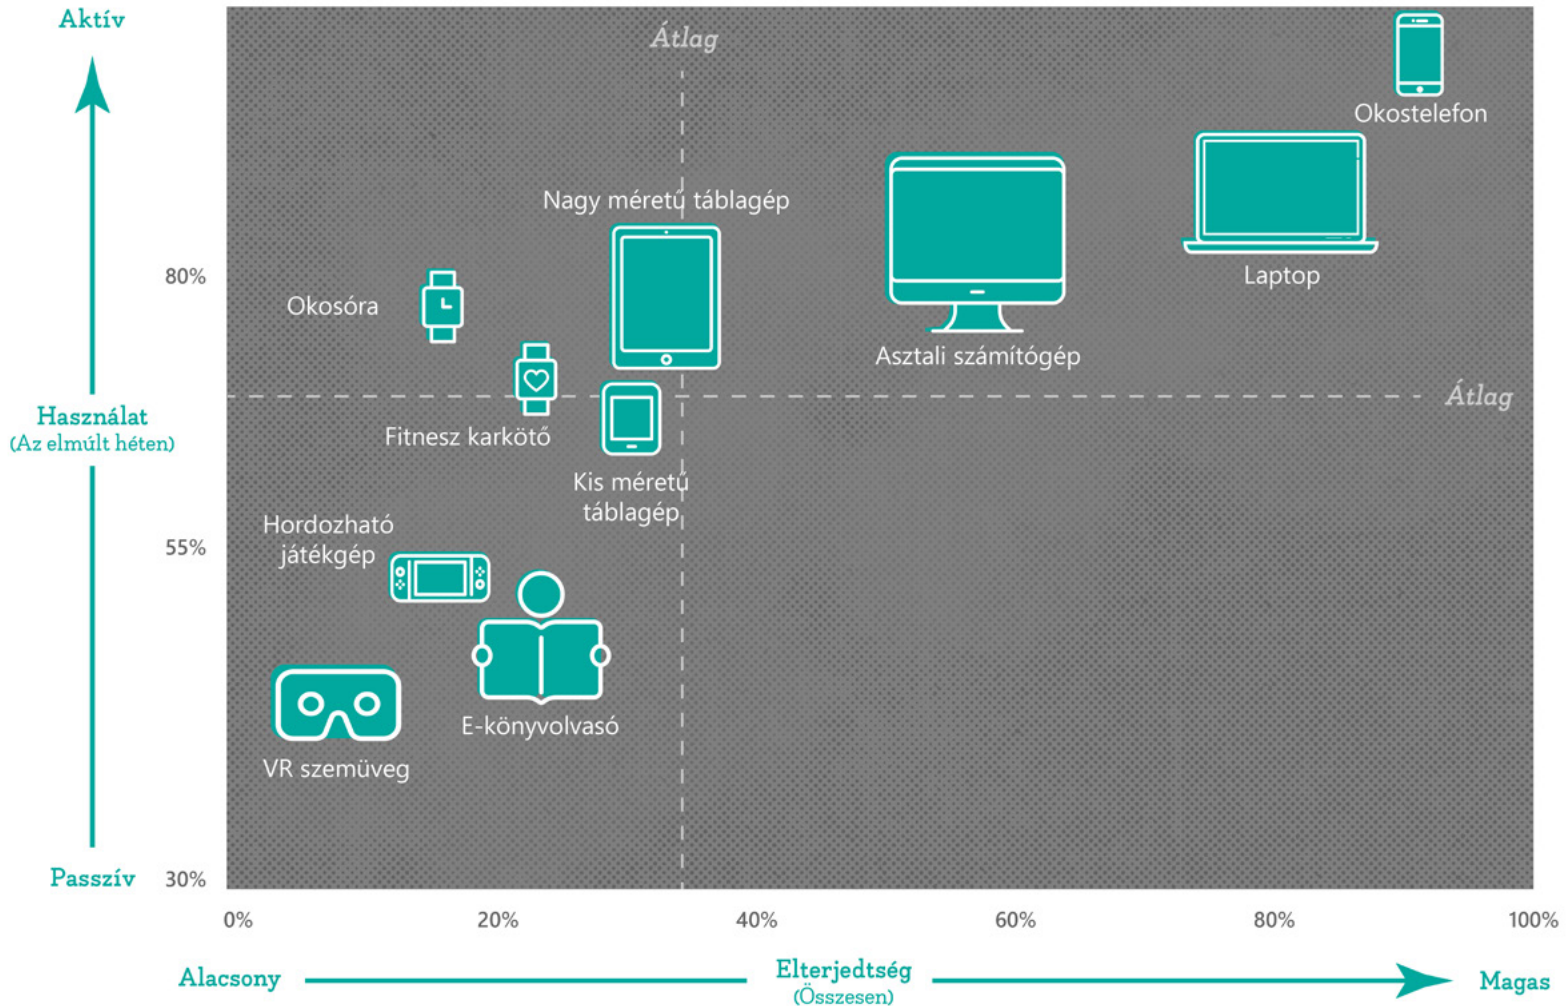 Aktív
Átlag
Okostelefon
Nagy méretű táblagép
80%
Laptop
Okosóra
Asztali számítógép
Átlag
Használat
(Az elmúlt héten)
Fitnesz karkötő
Kis méretű
táblagép
Hordozható
játékgép
55%
E-könyvolvasó
VR szemüveg
Passzív
30%
0%
20%
40%
60%
80%
100%
Alacsony
Elterjedtség
(Összesen)
Magas